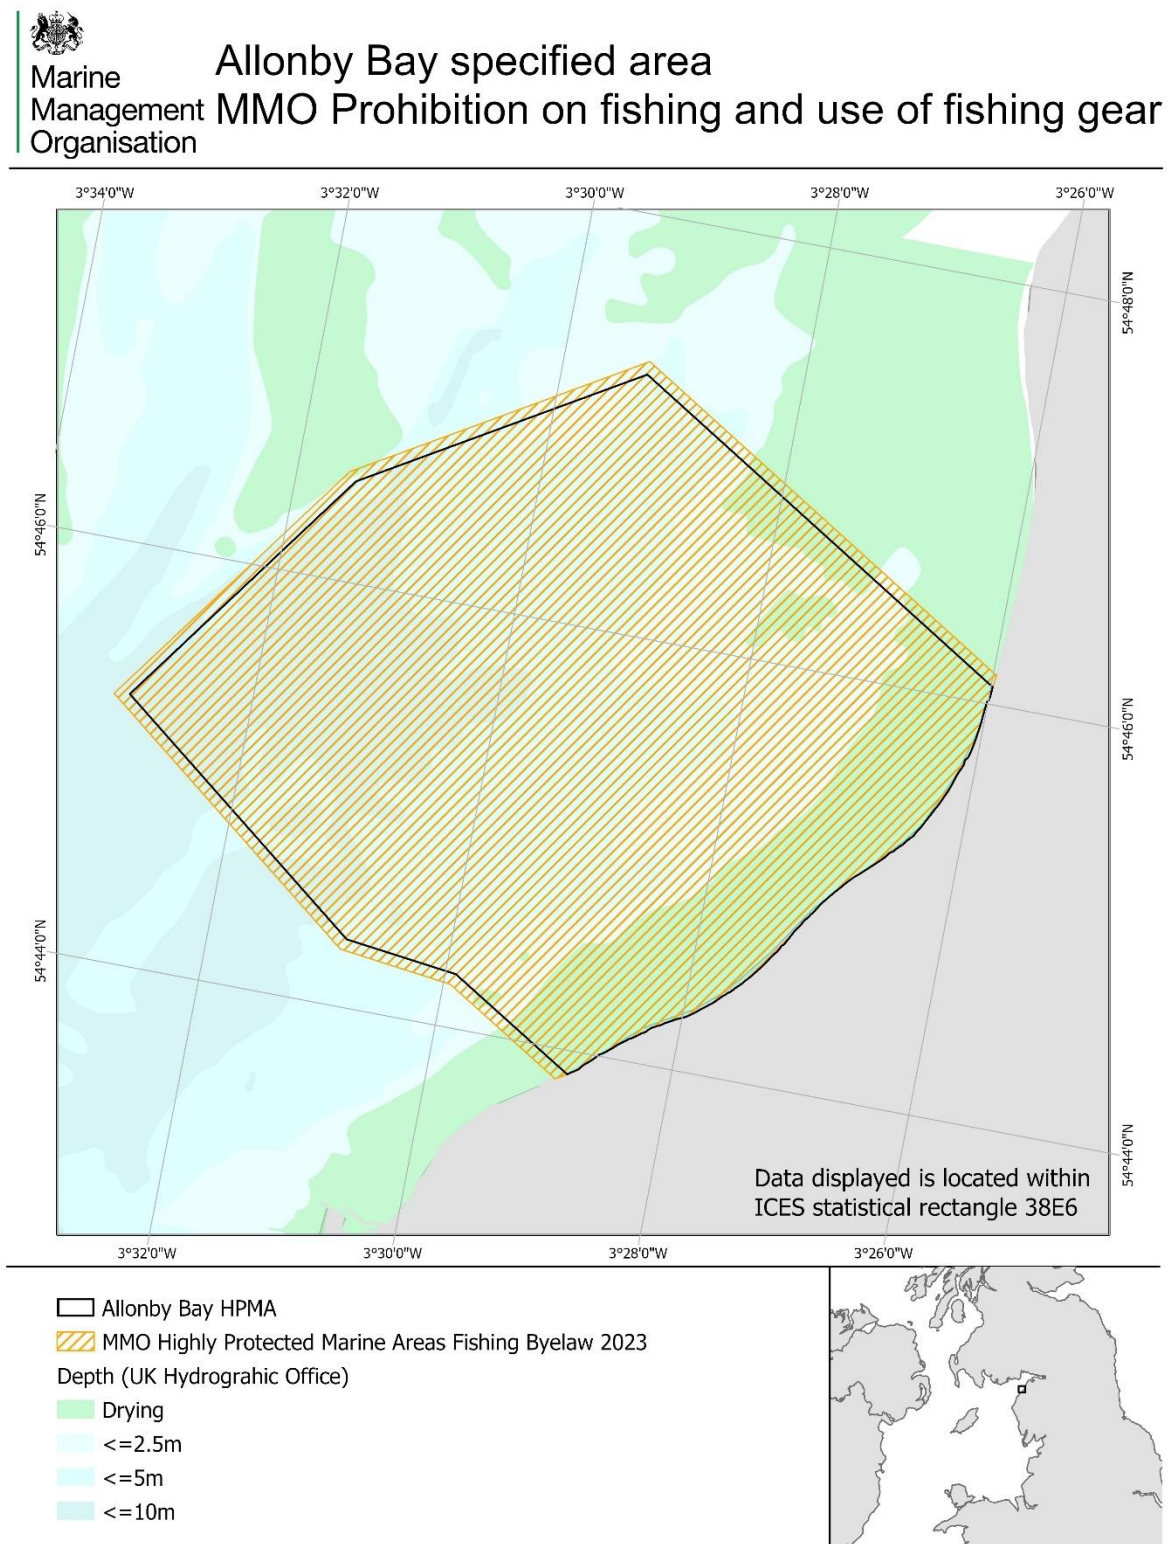 Marine
Management
Organisation
Allonby Bay specified area
MMO Prohibition on fishing and use of fishing gear
3°34'0"W
3°32'0"W
3°30'0"W
3°28'0"W
3°26'0"W
54°48'0"N
54°46'0"N
54°46'0"N
54°44'0"N
54°44'0"N
Data displayed is located within
ICES statistical rectangle 38E6
3°32'0"W
3°30'0"W
3°28'0"W
3°26'0"W
Allonby Bay HPMA
MMO Highly Protected Marine Areas Fishing Byelaw 2023
Depth (UK Hydrograhic Office)
Drying
<=2.5m
<=5m
<=10m